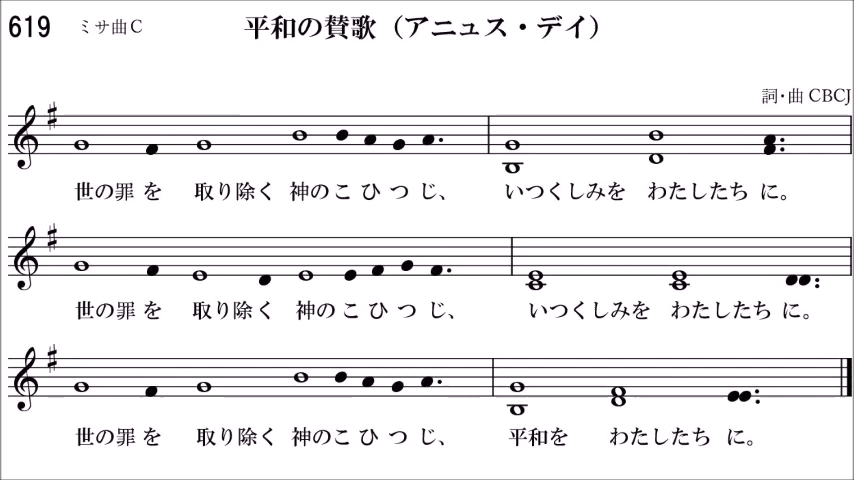 619 ミサ曲C 平和の賛歌（アニュス・デイ）
詞・曲 CBCJ
世の罪 を 取り除く 神のこ ひ つ じ、 いつくしみを わたしたち に。
世の罪 を 取り除く 神のこ ひ つ じ、 いつくしみを わたしたち に。
世の罪 を 取り除く 神のこ ひ つ じ、 平和を わたしたち に。